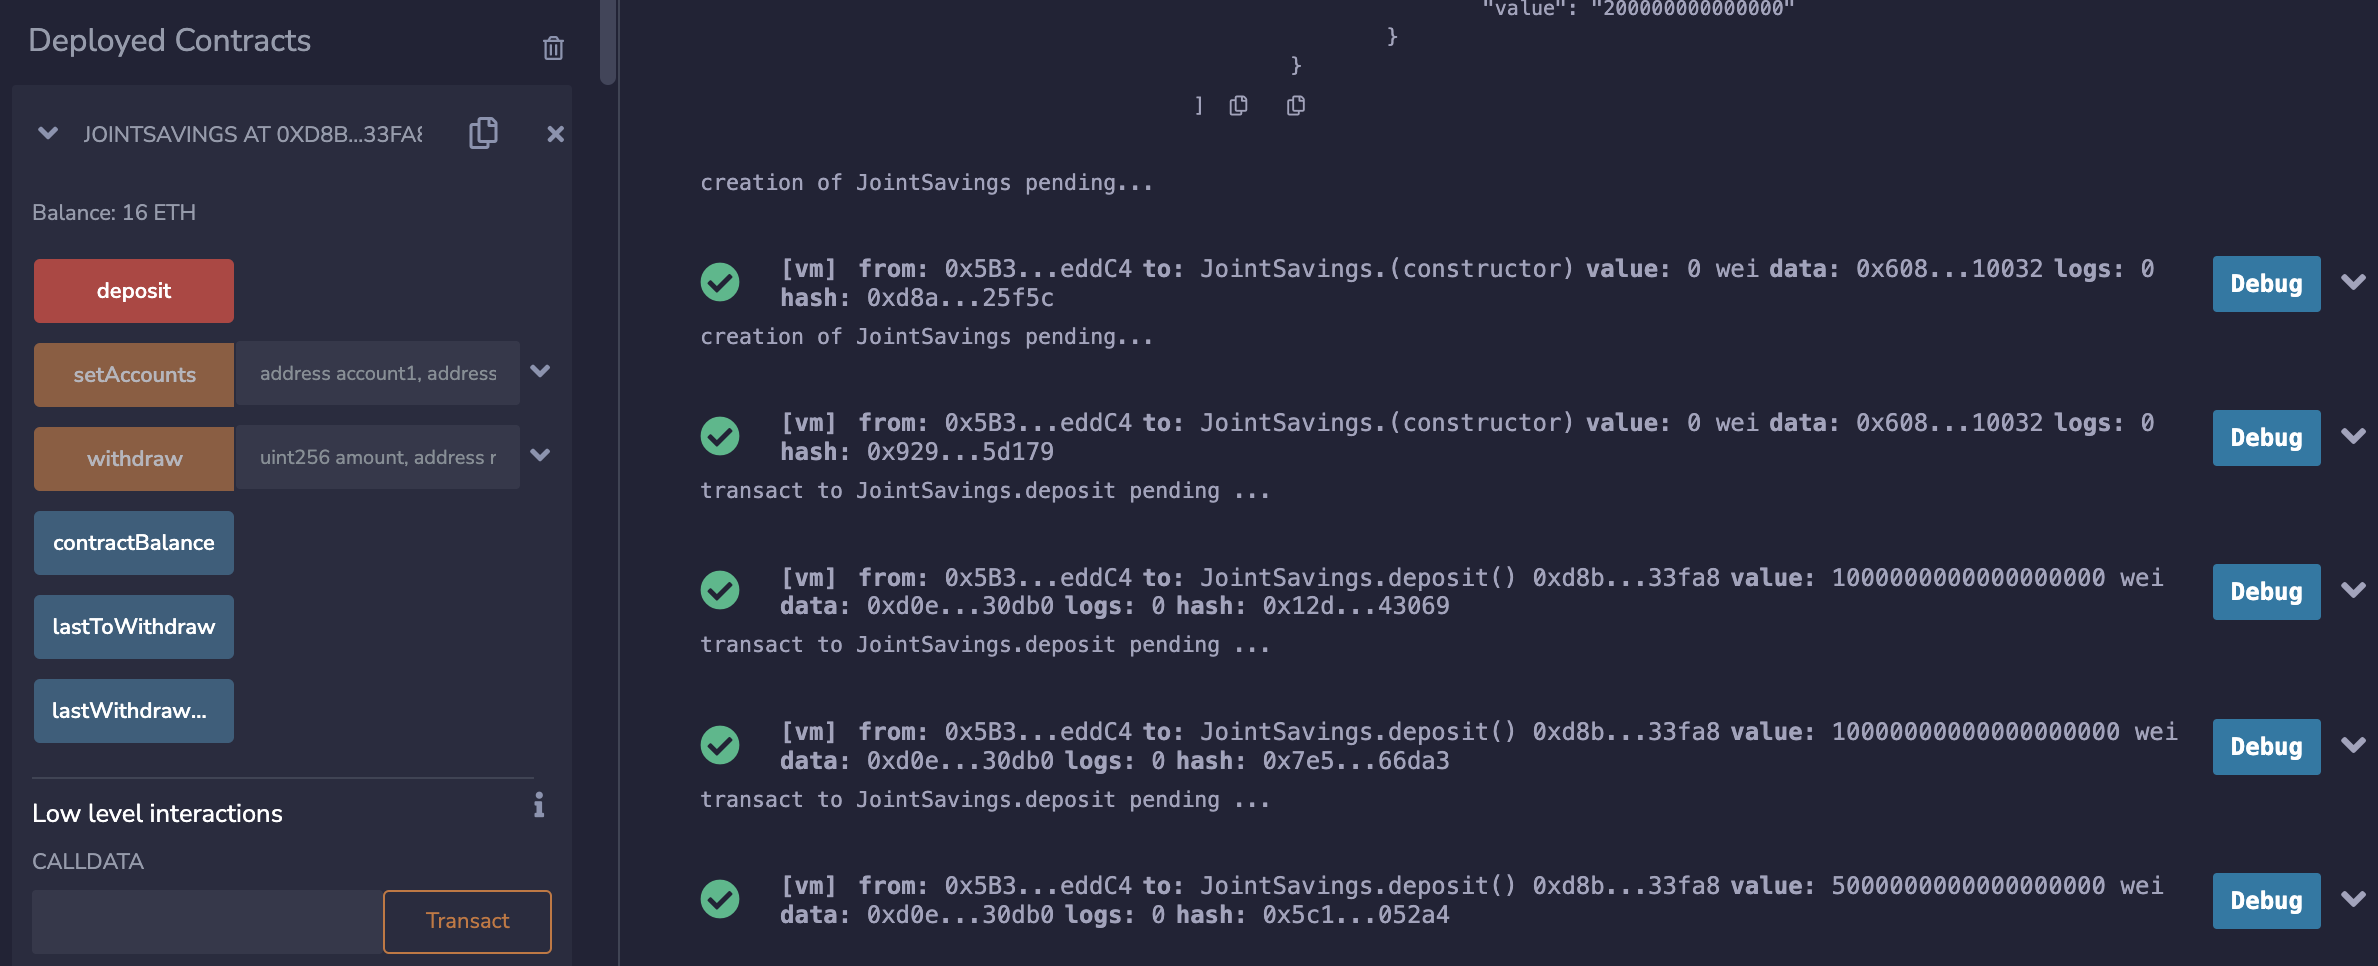 Deployed Contracts
JOINTSAVINGS AT 0XD8B...33FA8
Balance: 16 ETH
deposit
setAccounts
address account1, address
withdraw
uint256 amount, address r
contractBalance
lastToWithdraw
lastWithdraw...
Low level interactions
i
CALLDATA
Transact
"value": "200000000000000"
}
}
]
creation of JointSavings pending...
[vm] from: 0x5B3...eddC4 to: JointSavings.(constructor) value: 0 wei data: 0x608...10032 logs: 0
hash: 0xd8a...25f5c
Debug
creation of JointSavings pending...
[vm] from: 0x5B3...eddC4 to: JointSavings.(constructor) value: 0 wei data: 0x608...10032 logs: 0
hash: 0x929...5d179
Debug
transact to JointSavings.deposit pending ...
[vm] from: 0x5B3...eddC4 to: JointSavings.deposit() 0xd8b...33fa8 value: 1000000000000000000 wei
data: 0xd0e...30db0 logs: 0 hash: 0x12d...43069
Debug
transact to JointSavings.deposit pending ...
[vm] from: 0x5B3...eddC4 to: JointSavings.deposit() 0xd8b...33fa8 value: 10000000000000000000 wei
data: 0xd0e...30db0 logs: 0 hash: 0x7e5...66da3
Debug
transact to JointSavings.deposit pending ...
[vm] from: 0x5B3...eddC4 to: JointSavings.deposit() 0xd8b...33fa8 value: 5000000000000000000 wei
data: 0xd0e...30db0 logs: 0 hash: 0x5c1...052a4
Debug